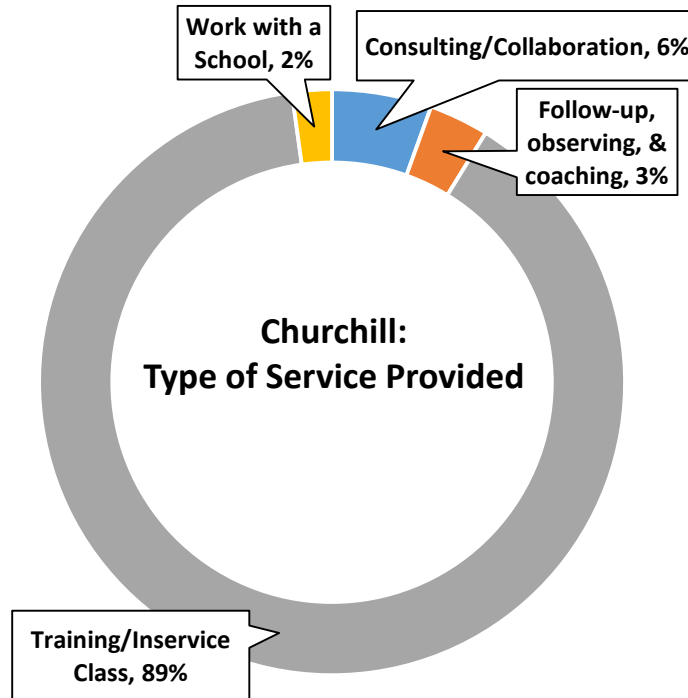 Work with a
School, 2%
Consulting/Collaboration, 6%
Follow-up,
observing, &
coaching, 3%
Churchill:
Type of Service Provided
Training/Inservice
Class, 89%